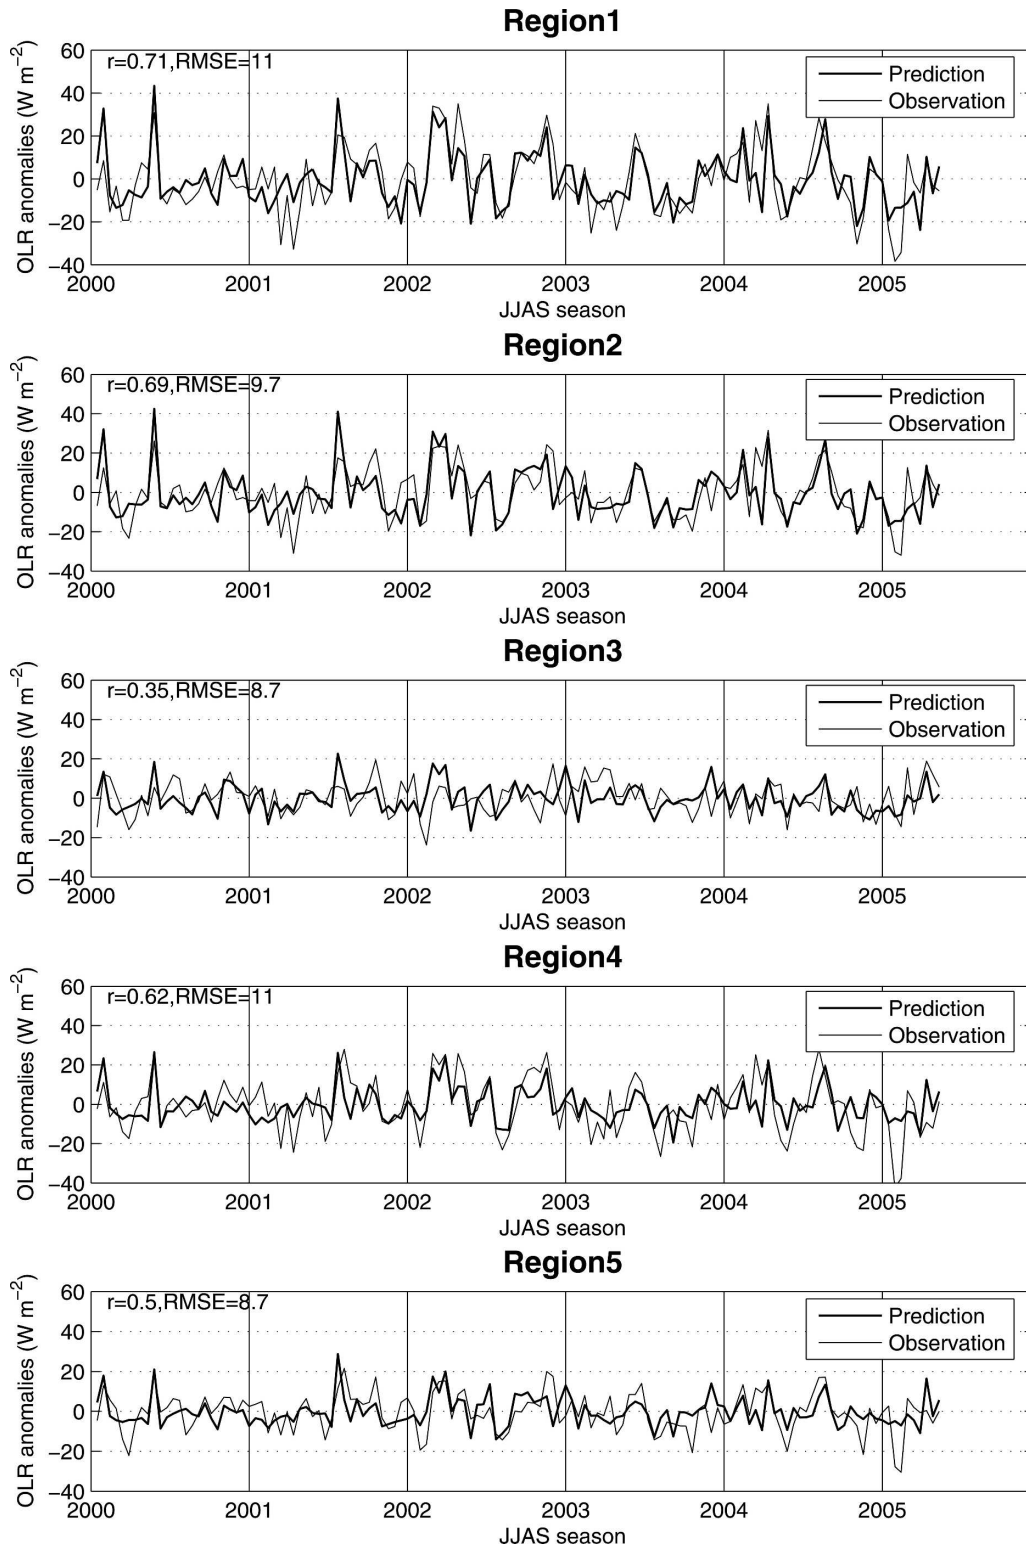 Region1
OLR anomalies (W m−2)
r=0.71,RMSE=11
Prediction
Observation
60
40
20
0
−20
−40
2000 2001 2002 2003 2004 2005
JJAS season
Region2
OLR anomalies (W m−2)
r=0.69,RMSE=9.7
Prediction
Observation
60
40
20
0
−20
−40
2000 2001 2002 2003 2004 2005
JJAS season
Region3
OLR anomalies (W m−2)
r=0.35,RMSE=8.7
Prediction
Observation
60
40
20
0
−20
−40
2000 2001 2002 2003 2004 2005
JJAS season
Region4
OLR anomalies (W m−2)
r=0.62,RMSE=11
Prediction
Observation
60
40
20
0
−20
−40
2000 2001 2002 2003 2004 2005
JJAS season
Region5
OLR anomalies (W m−2)
r=0.5,RMSE=8.7
Prediction
Observation
60
40
20
0
−20
−40
2000 2001 2002 2003 2004 2005
JJAS season